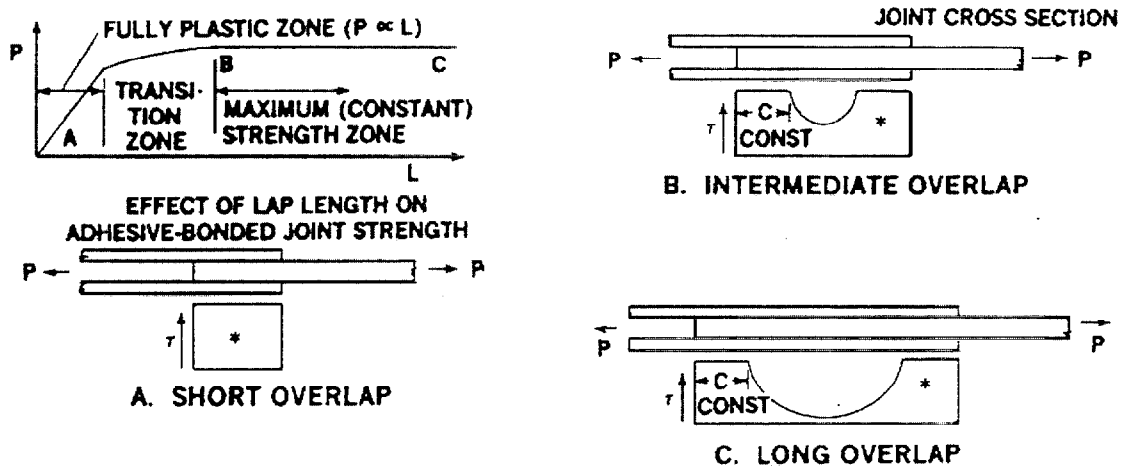 FULLY PLASTIC ZONE (P ∝ L)
P
B
C
TRANSI-
TION
ZONE
A
MAXIMUM (CONSTANT)
STRENGTH ZONE
L
EFFECT OF LAP LENGTH ON
ADHESIVE-BONDED JOINT STRENGTH
P
P
τ
*
A. SHORT OVERLAP
JOINT CROSS SECTION
P
P
τ
C
CONST
*
B. INTERMEDIATE OVERLAP
P
P
τ
C
CONST
*
C. LONG OVERLAP